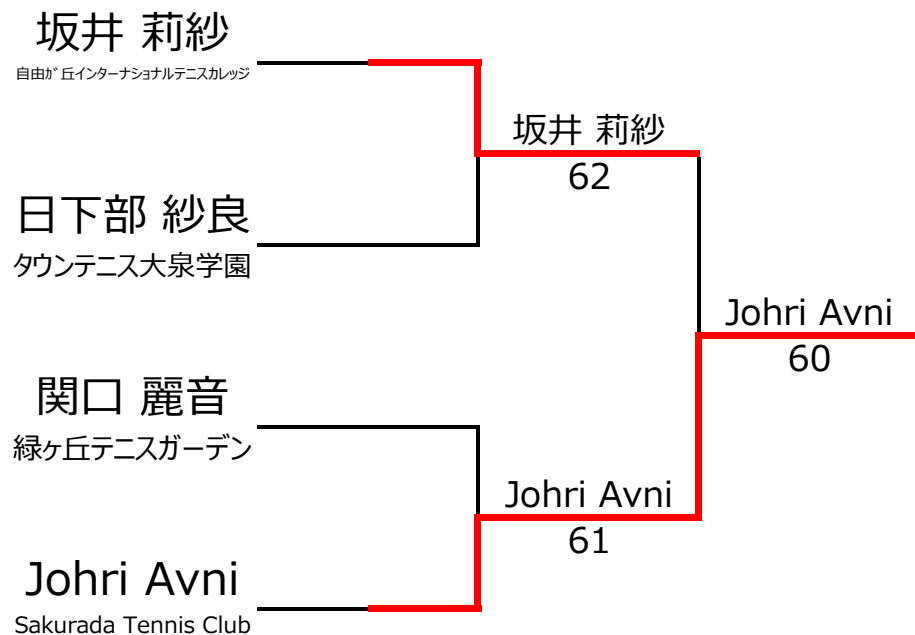 坂井 莉紗
自由が丘インターナショナルテニスカレッジ
坂井 莉紗
62
日下部 紗良
タウンテニス大泉学園
Johri Avni
60
関口 麗音
緑ヶ丘テニスガーデン
Johri Avni
61
Johri Avni
Sakurada Tennis Club